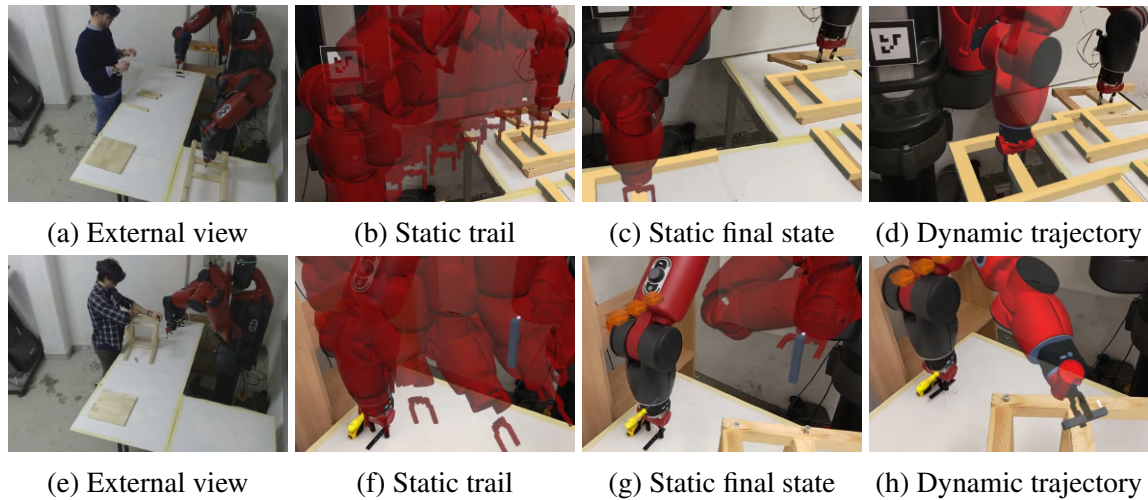 (a) External view
(b) Static trail
(c) Static final state
(d) Dynamic trajectory
(e) External view
(f) Static trail
(g) Static final state
(h) Dynamic trajectory